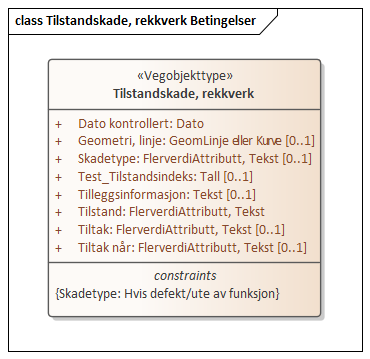 class Tilstandskade, rekkverk Betingelser
«Vegobjekttype»
Tilstandskade, rekkverk
+ Dato kontrollert: Dato
+ Geometri, linje: GeomLinje eller Kurve [0..1]
+ Skadetype: FlerverdiAttributt, Tekst [0..1]
+ Test_Tilstandsindeks: Tall [0..1]
+ Tilleggsinformasjon: Tekst [0..1]
+ Tilstand: FlerverdiAttributt, Tekst
+ Tiltak: FlerverdiAttributt, Tekst [0..1]
+ Tiltak når: FlerverdiAttributt, Tekst [0..1]
constraints
{Skadetype: Hvis defekt/ute av funksjon}